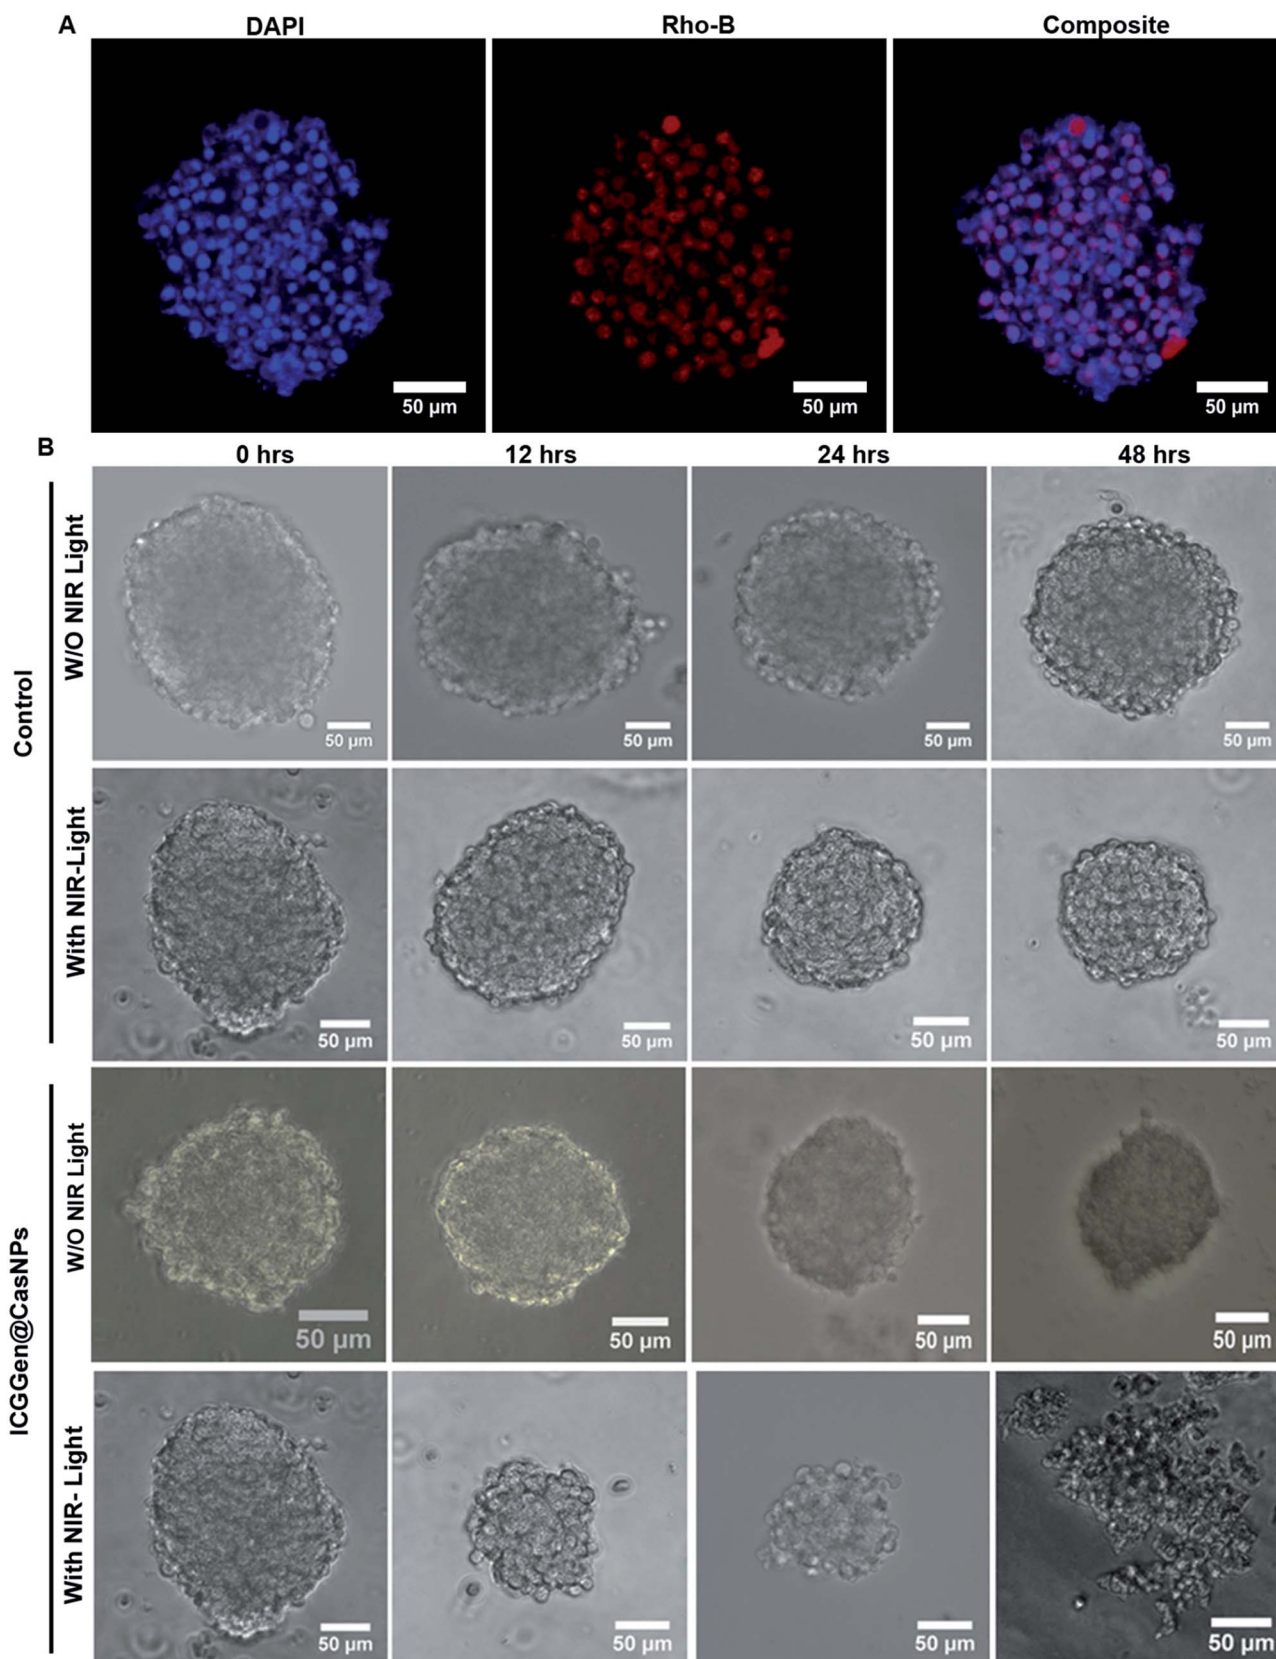 A
DAPI Rho-B Composite
50 µm 50 µm 50 µm
B
0 hrs 12 hrs 24 hrs 48 hrs
Control
W/O NIR Light
50 µm 50 µm 50 µm 50 µm
With NIR-Light
50 µm 50 µm 50 µm 50 µm
ICGGen@CasNPs
W/O NIR Light
50 µm 50 µm 50 µm 50 µm
With NIR- Light
50 µm 50 µm 50 µm 50 µm